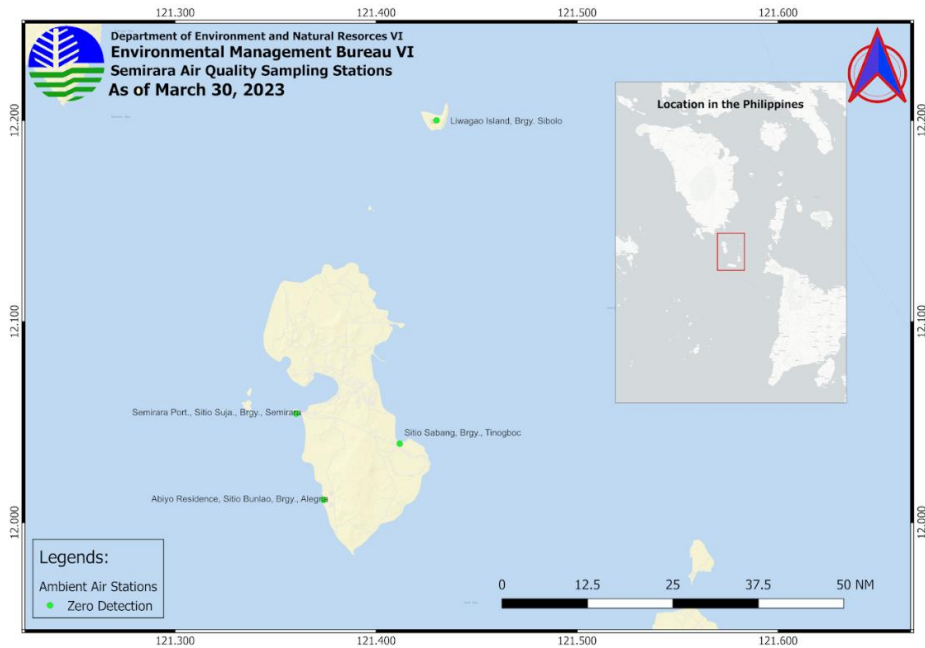 121.300 121.400 121.500 121.600
Department of Environment and Natural Resorces VI
Environmental Management Bureau VI
Semirara Air Quality Sampling Stations
As of March 30, 2023
Location in the Philippines
12.200 12.200
Liwagao Island, Brgy. Sibolo
12.100 12.100
Semirara Port., Sitio Suja., Brgy., Semirara
Sitio Sabang, Brgy., Tinogboc
Abiyo Residence, Sitio Bunlao, Brgy., Alegria
12.000 12.000
Legends:
Ambient Air Stations
Zero Detection
0 12.5 25 37.5 50 NM
121.300 121.400 121.500 121.600